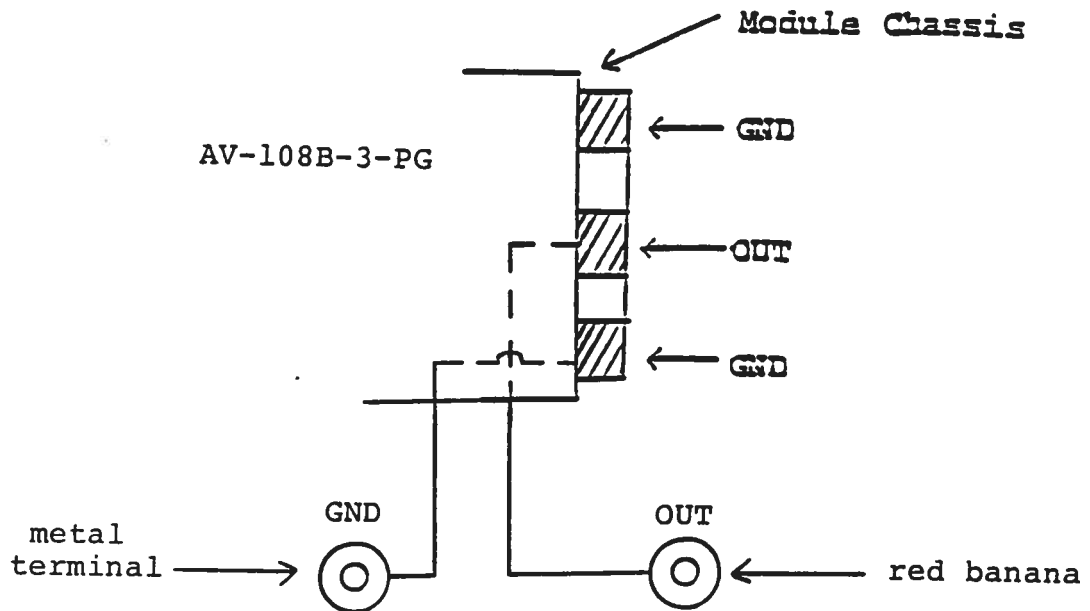 Module Chassis
GND
AV-108B-3-PG
OUT
GND
GND
OUT
metal
terminal
red banana